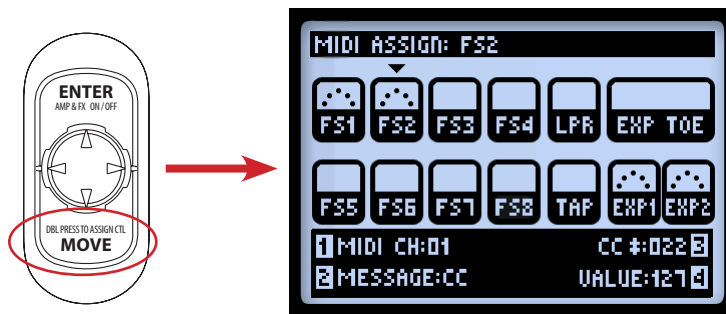 ENTER
AMP & FX ON / OFF
DBL PRESS TO ASSIGN CTL
MOVE
MIDI ASSIGN: FS2
FS1 FS2 FS3 FS4 LPR EXP TOE
FS5 FS6 FS7 FS8 TAP EXP1 EXP2
1 MIDI CH:01 CC #:022 3
2 MESSAGE:CC VALUE:127 4